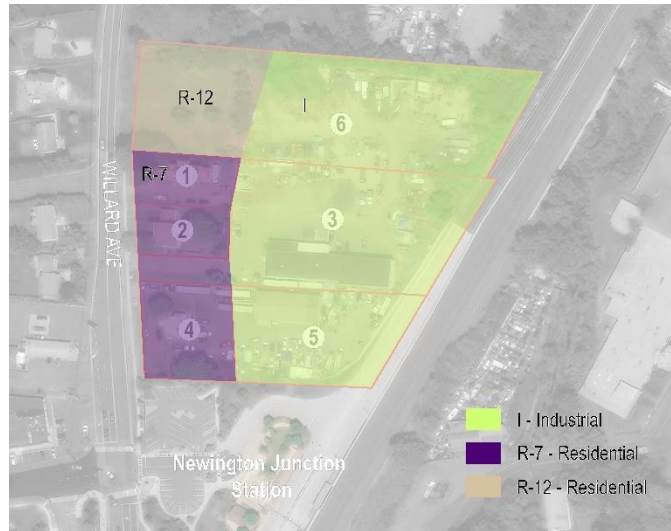 R-12
I
6
R-7
1
2
3
WILLARD AVE
4
5
Newington Junction
Station
I - Industrial
R-7 - Residential
R-12 - Residential